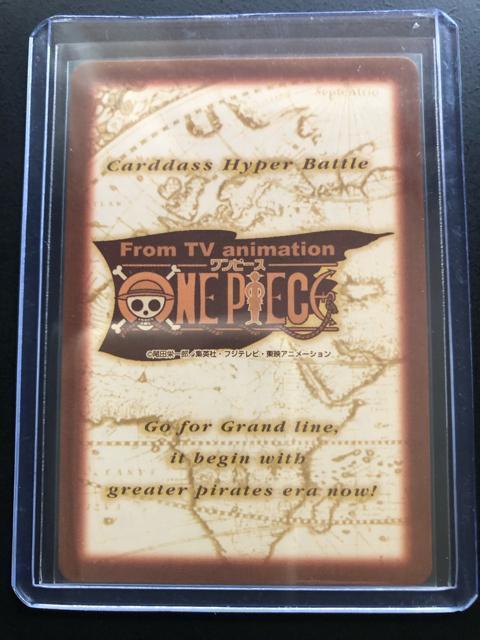 Septentrio
Carddass Hyper Battle
From TV animation
ワンピース
ONE PIECE
©尾田栄一郎/集英社・フジテレビ・東映アニメーション
Go for Grand line,
it begin with
greater pirates era now!